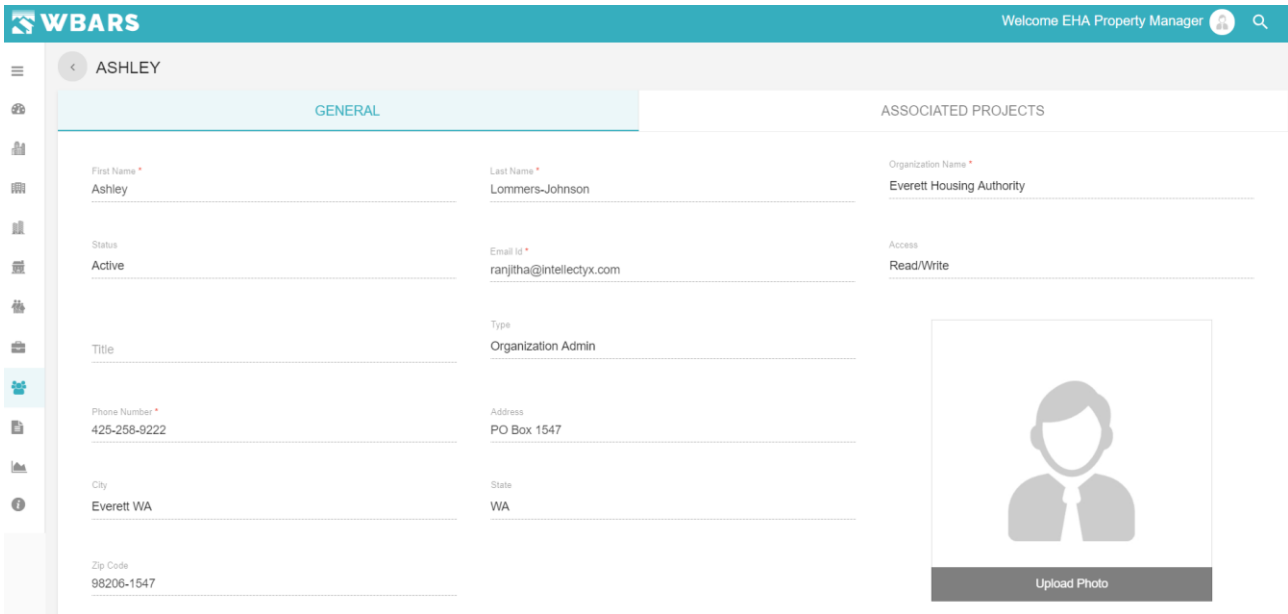 WBARS
Welcome EHA Property Manager
ASHLEY
GENERAL
ASSOCIATED PROJECTS
First Name *
Ashley
Last Name *
Lommers-Johnson
Organization Name *
Everett Housing Authority
Status
Active
Email Id *
ranjitha@intellectyx.com
Access
Read/Write
Title
Type
Organization Admin
Phone Number *
425-258-9222
Address
PO Box 1547
City
Everett WA
State
WA
Zip Code
98206-1547
Upload Photo